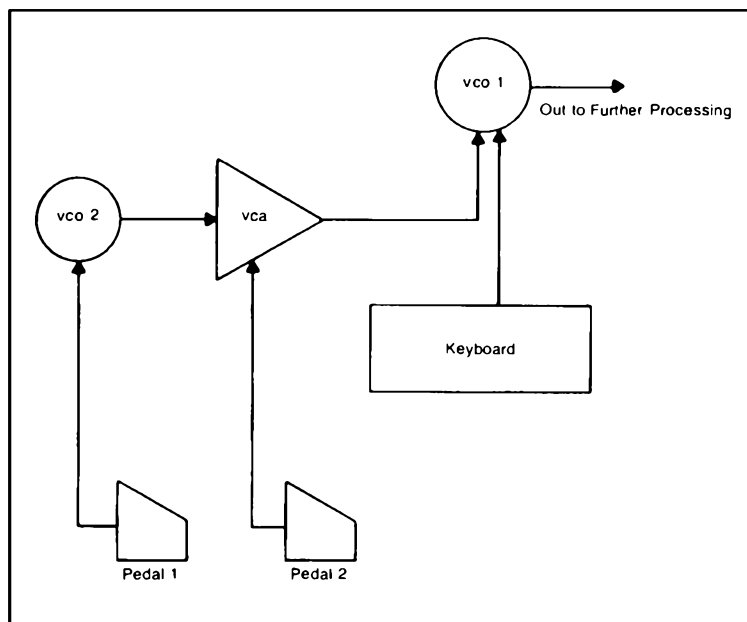 vco 1
Out to Further Processing
vco 2
vca
Keyboard
Pedal 1
Pedal 2